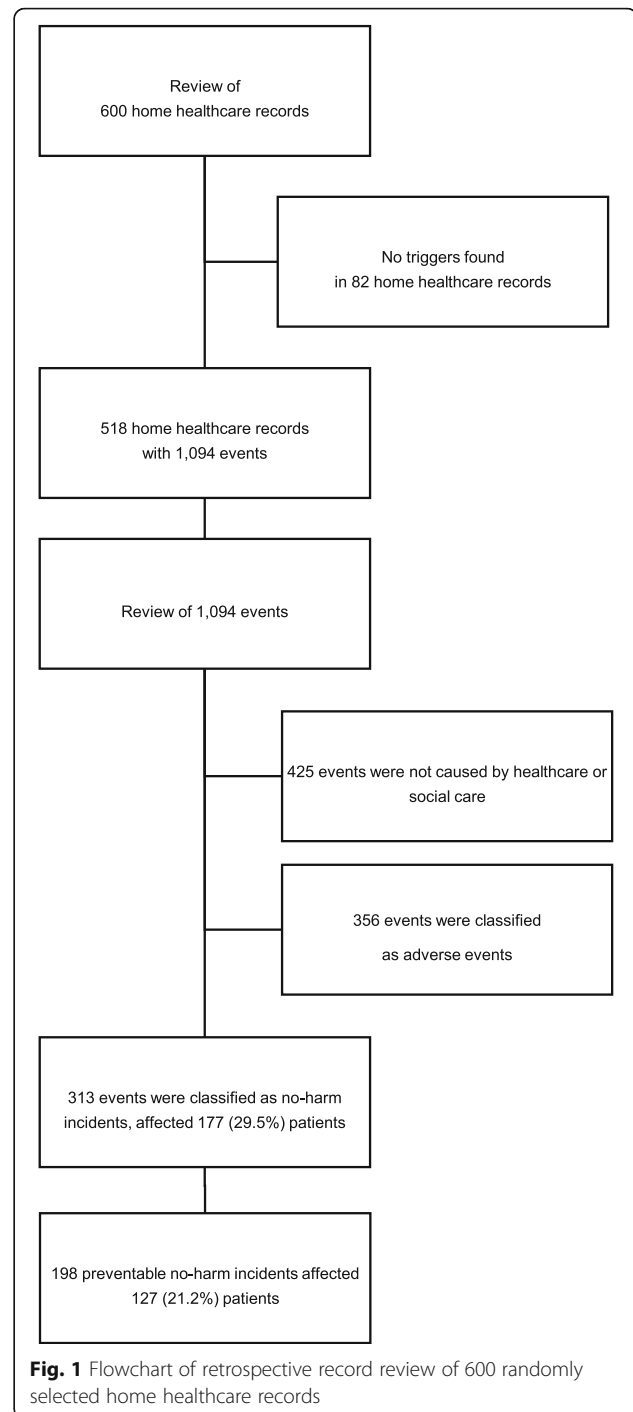 Review of
600 home healthcare records
No triggers found
in 82 home healthcare records
518 home healthcare records
with 1,094 events
Review of 1,094 events
425 events were not caused by healthcare or
social care
356 events were classified
as adverse events
313 events were classified as no-harm
incidents, affected 177 (29.5%) patients
198 preventable no-harm incidents affected
127 (21.2%) patients
Fig. 1 Flowchart of retrospective record review of 600 randomly
selected home healthcare records